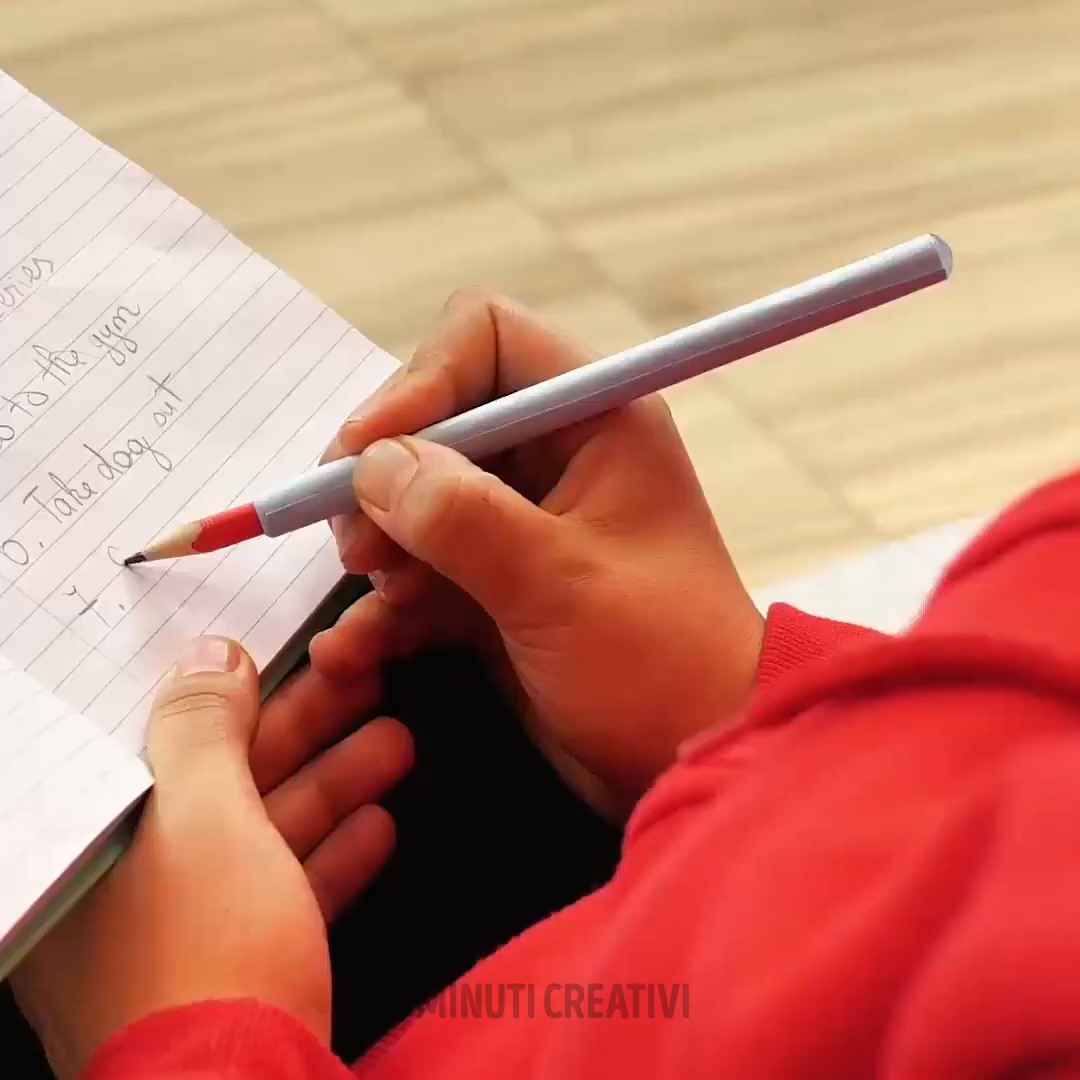 eries
to the gym
0. Take dog out
7.
MINUTI CREATIVI